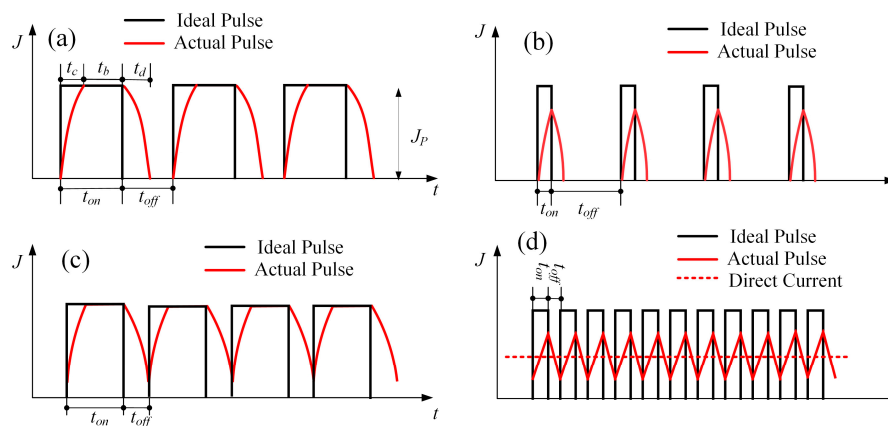 (a)
Ideal Pulse
Actual Pulse
J
t_c t_b t_d
J_P
t_on t_off t
(b)
Ideal Pulse
Actual Pulse
J
t_on t_off t
(c)
Ideal Pulse
Actual Pulse
J
t_on t_off t
(d)
Ideal Pulse
Actual Pulse
Direct Current
J
t_on t_off